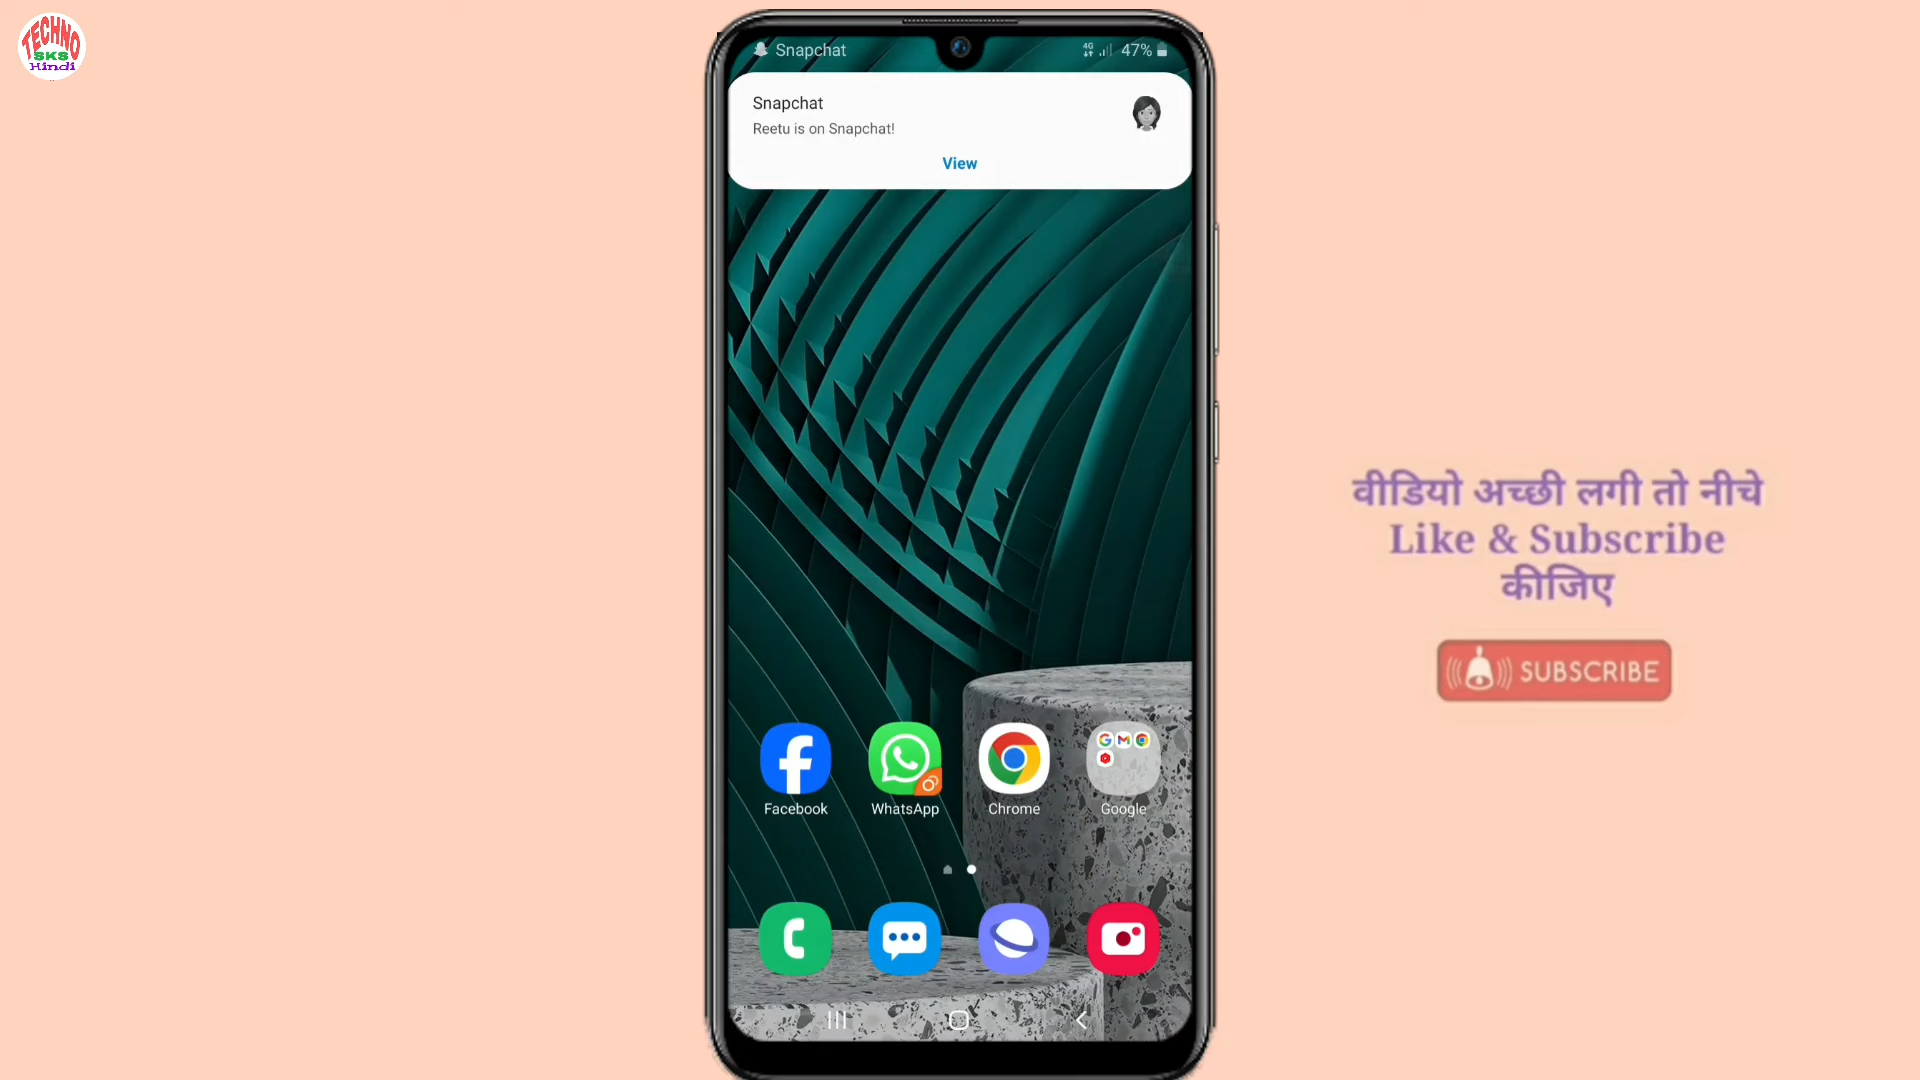 TECHNO
SKS
Hindi
Snapchat
4G
47%
Snapchat
Reetu is on Snapchat!
View
वीडियो अच्छी लगी तो नीचे
Like & Subscribe
कीजिए
SUBSCRIBE
Facebook
WhatsApp
Chrome
Google